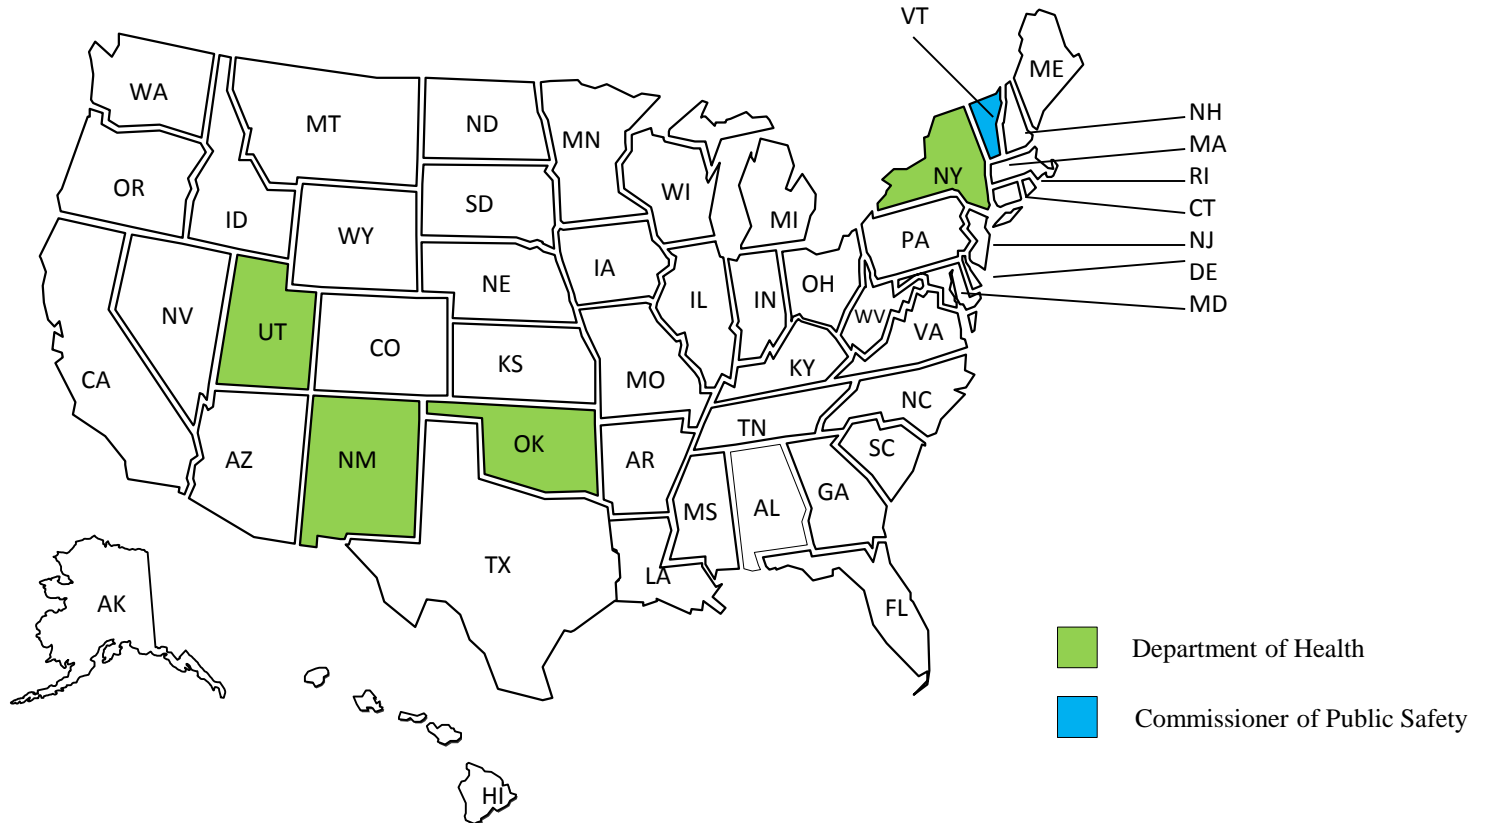 VT
ME
WA
NH
MT
ND
MN
MA
OR
WI
NY
RI
SD
ID
MI
CT
WY
PA
NJ
IA
DE
NE
OH
IL
IN
MD
NV
WV
UT
VA
CO
KS
KY
CA
MO
NC
TN
OK
SC
AZ
NM
AR
GA
MS
AL
TX
LA
AK
FL
Department of Health
Commissioner of Public Safety
HI